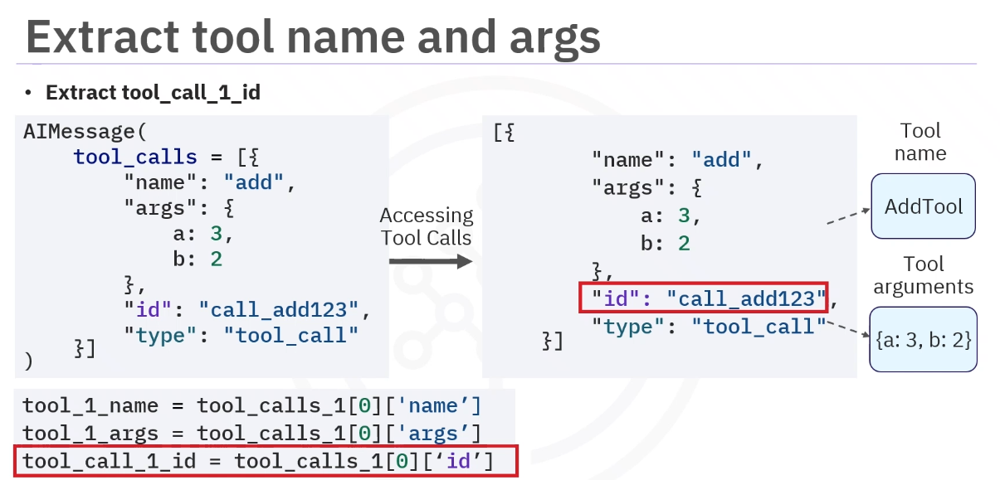 Extract tool name and args
• Extract tool_call_1_id
AIMessage(
tool_calls = [{
"name": "add",
"args": {
a: 3,
b: 2
},
"id": "call_add123",
"type": "tool_call"
}]
)
Accessing
Tool Calls
[{
"name": "add",
"args": {
a: 3,
b: 2
},
"id": "call_add123",
"type": "tool_call"
}]
Tool
name
AddTool
Tool
arguments
{a: 3, b: 2}
tool_1_name = tool_calls_1[0]['name’]
tool_1_args = tool_calls_1[0]['args’]
tool_call_1_id = tool_calls_1[0][‘id’]